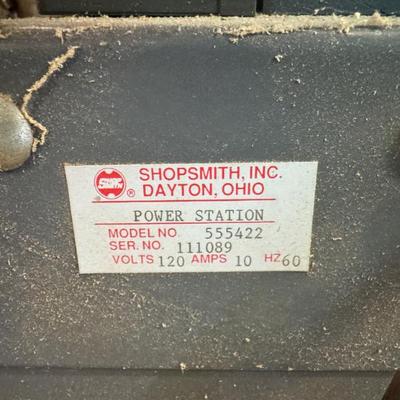 SHOPSMITH, INC.
® DAYTON, OHIO
POWER STATION
MODEL NO. 555422
SER. NO. 111089
VOLTS 120 AMPS 10 HZ 60